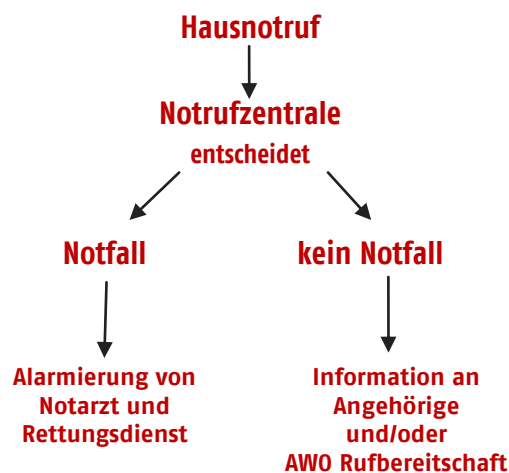 Hausnotruf
Notrufzentrale
entscheidet
Notfall
kein Notfall
Alarmierung von
Notarzt und
Rettungsdienst
Information an
Angehörige
und/oder
AWO Rufbereitschaft